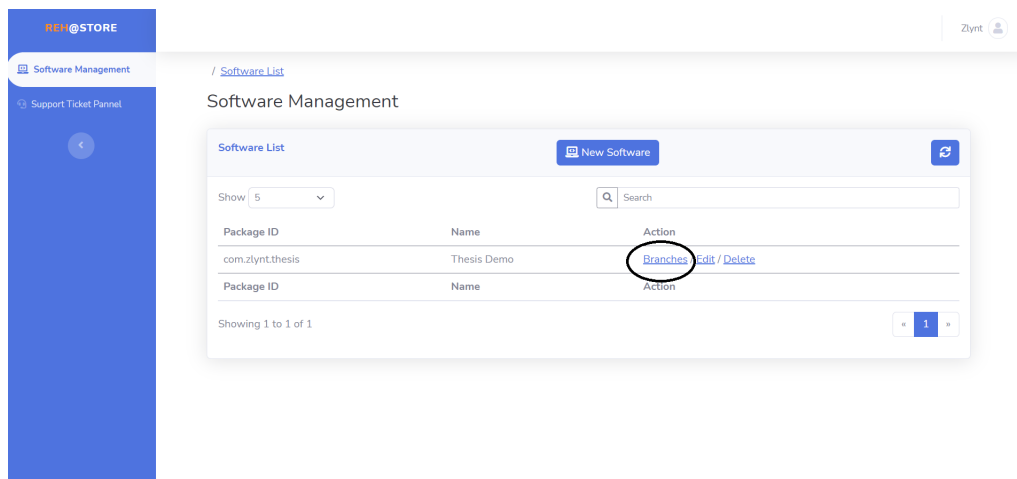 REH@STORE
Zlynt
Software Management
Support Ticket Pannel
/ Software List
Software Management
Software List
New Software
Show 5
Search
Package ID Name Action
com.zlynt.thesis Thesis Demo Branches / Edit / Delete
Package ID Name Action
Showing 1 to 1 of 1
« 1 »